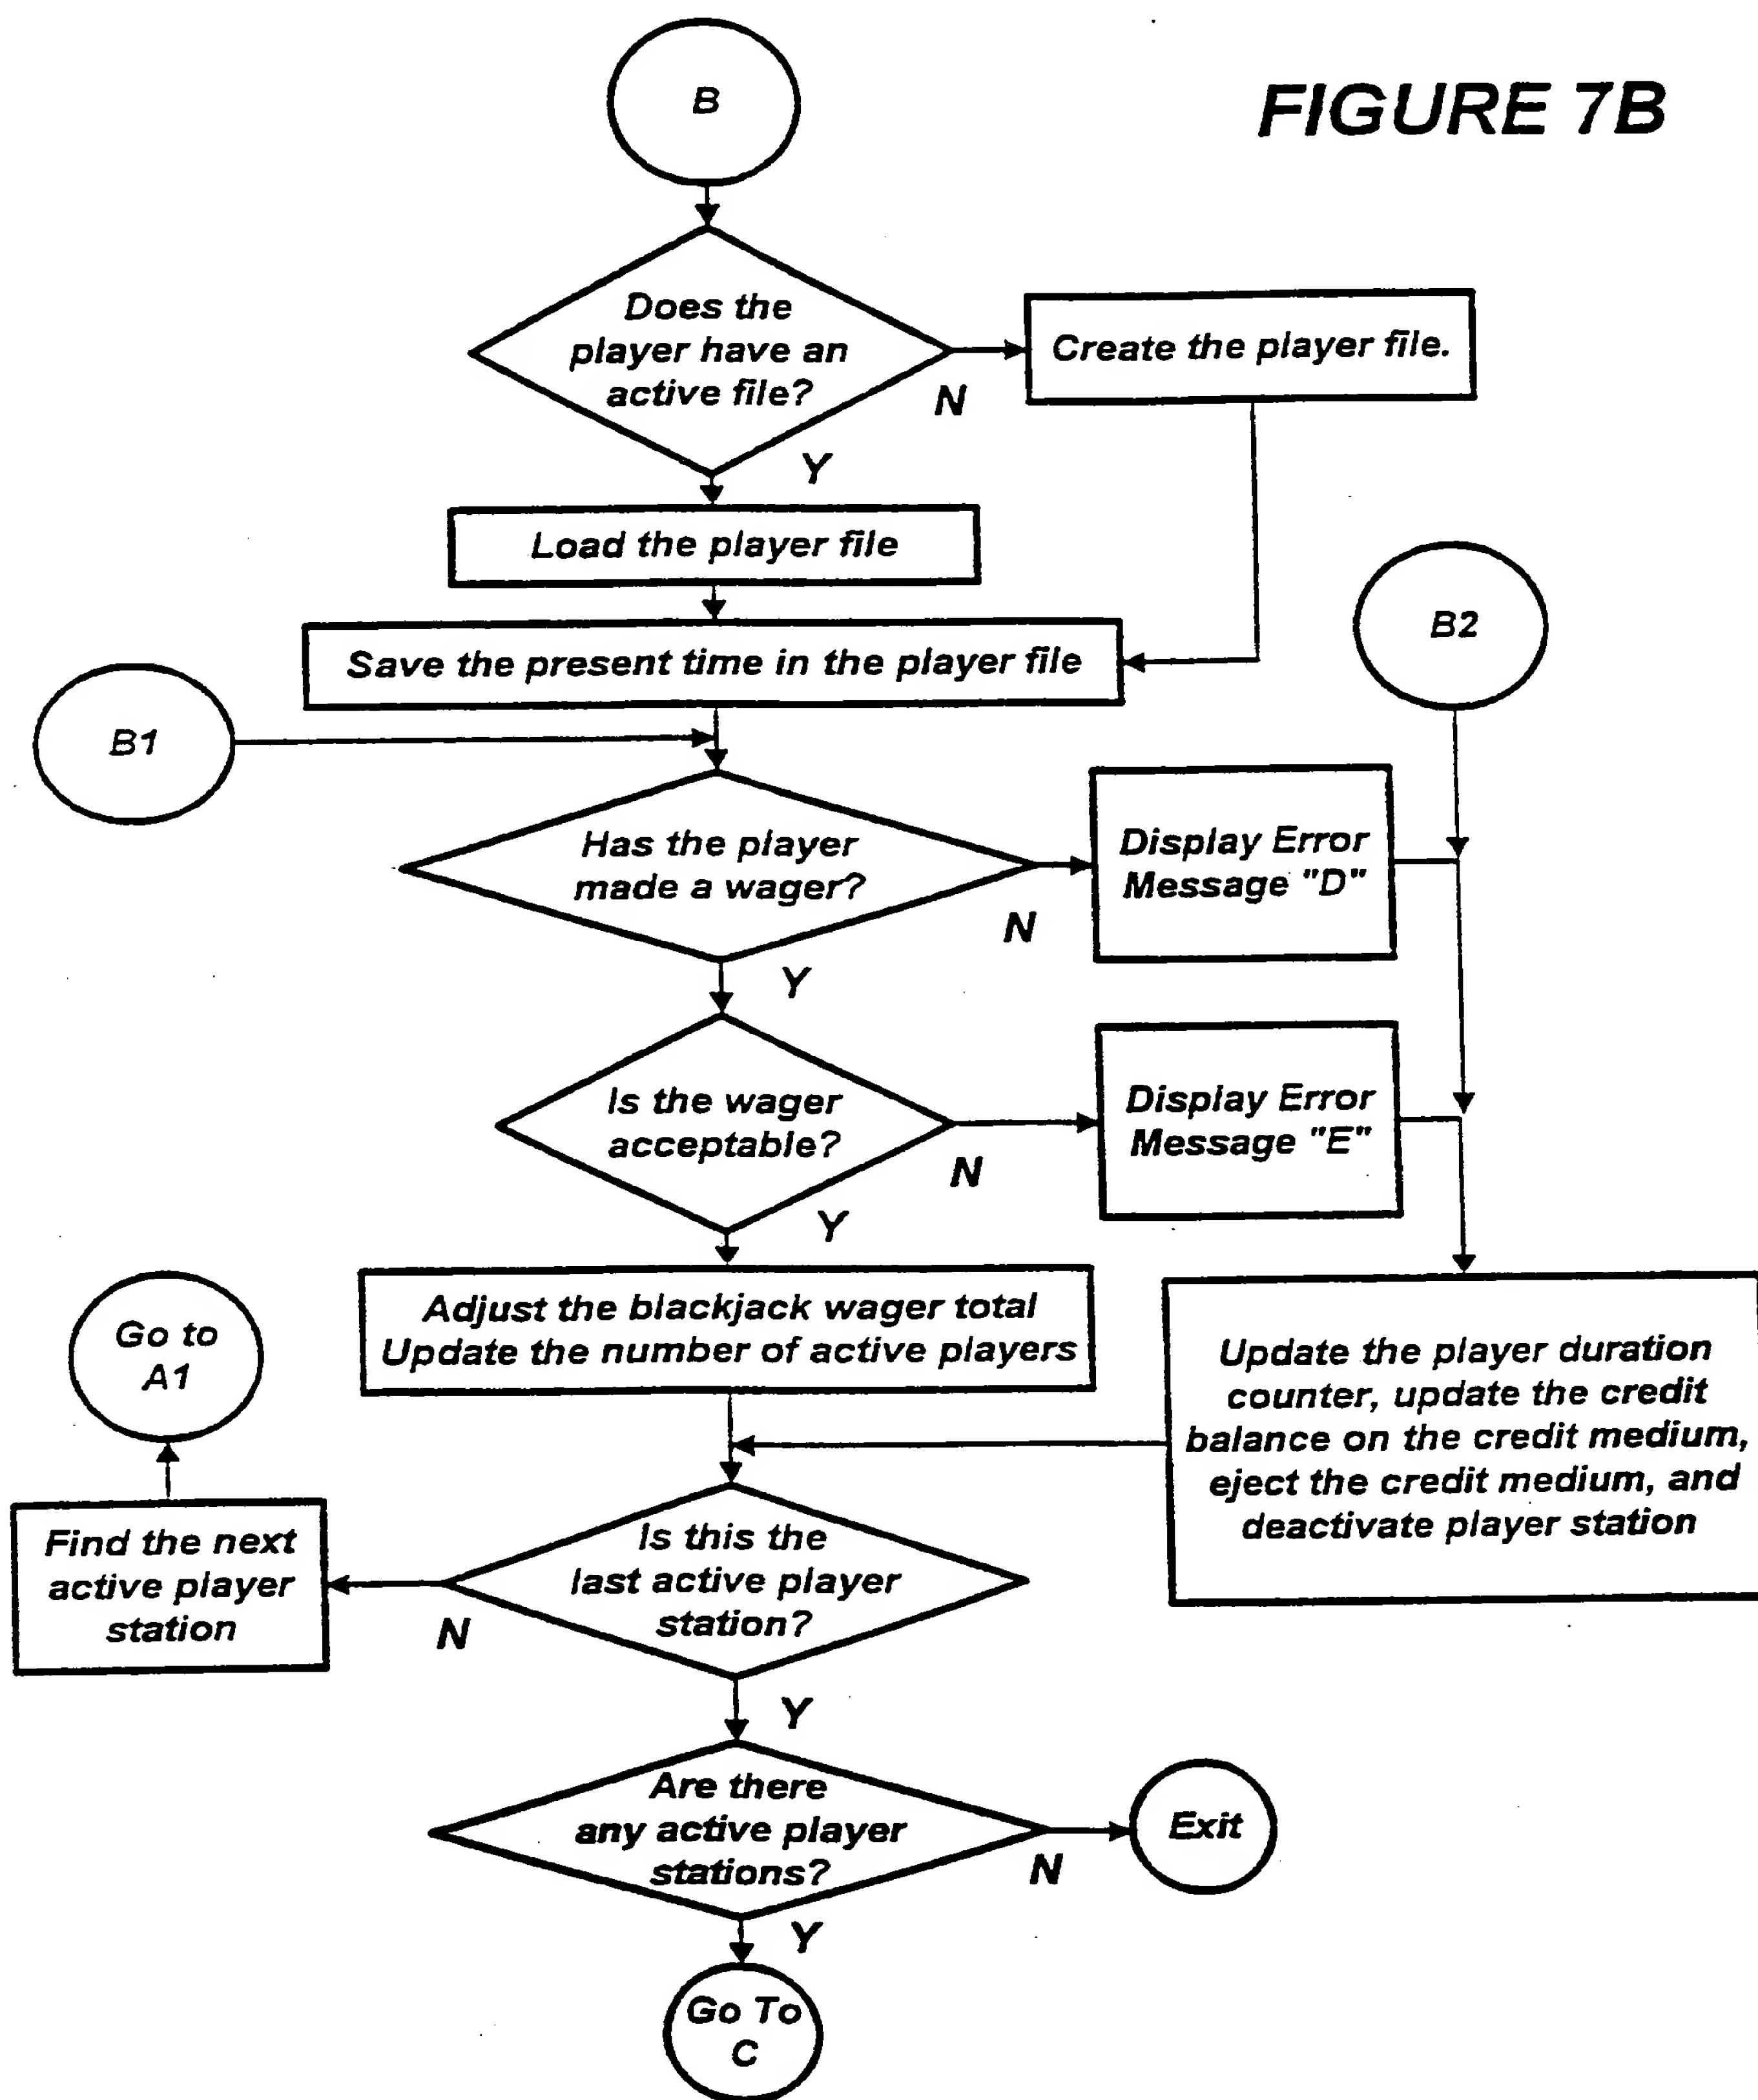 B
FIGURE 7B
Does the
player have an
active file?
N
Create the player file.
Y
Load the player file
B2
Save the present time in the player file
B1
Has the player
made a wager?
N
Display Error
Message "D"
Y
Is the wager
acceptable?
N
Display Error
Message "E"
Y
Adjust the blackjack wager total
Update the number of active players
Go to
A1
Update the player duration
counter, update the credit
balance on the credit medium,
eject the credit medium, and
deactivate player station
Find the next
active player
station
Is this the
last active player
station?
N
Y
Are there
any active player
stations?
N
Exit
Y
Go To
C